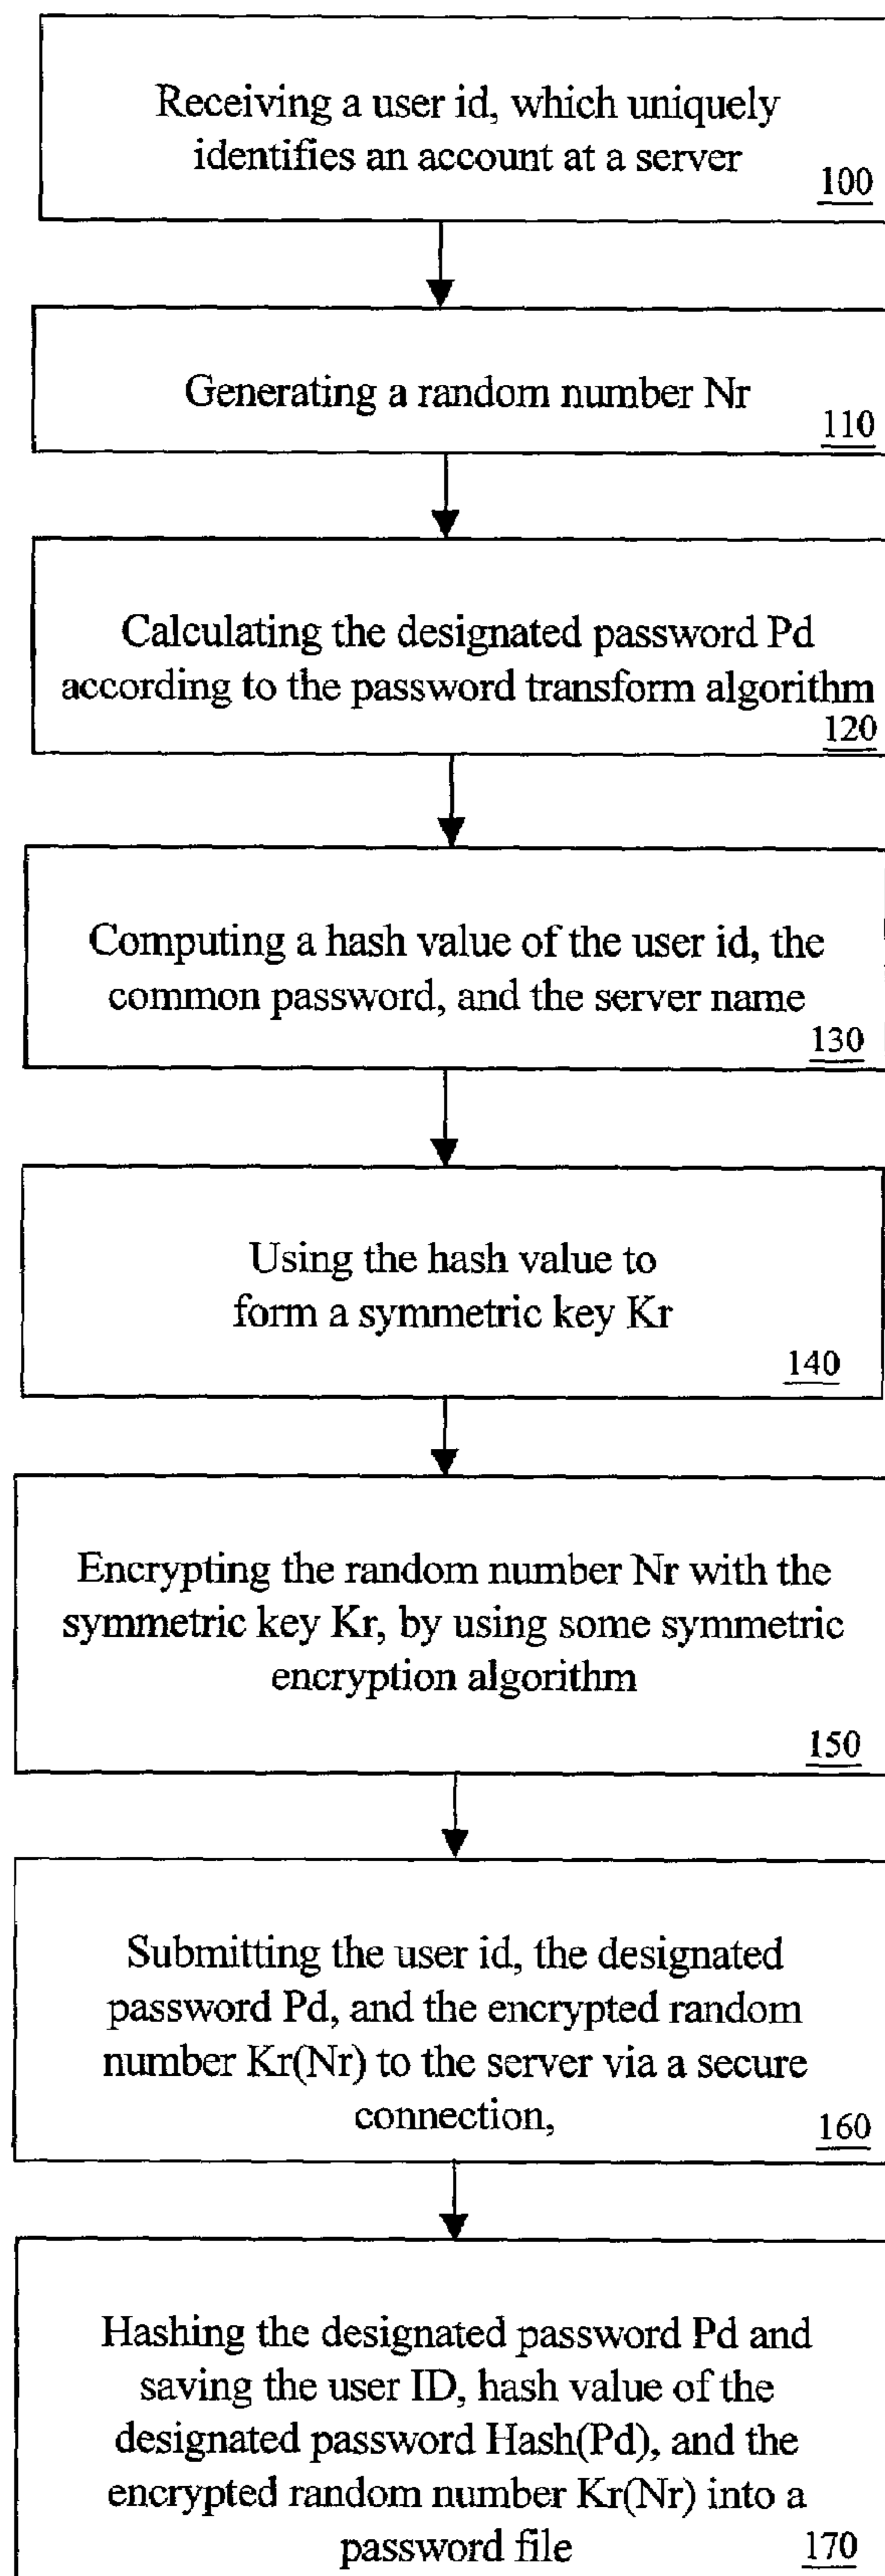 Receiving a user id, which uniquely
identifies an account at a server
100
Generating a random number Nr
110
Calculating the designated password Pd
according to the password transform algorithm
120
Computing a hash value of the user id, the
common password, and the server name
130
Using the hash value to
form a symmetric key Kr
140
Encrypting the random number Nr with the
symmetric key Kr, by using some symmetric
encryption algorithm
150
Submitting the user id, the designated
password Pd, and the encrypted random
number Kr(Nr) to the server via a secure
connection,
160
Hashing the designated password Pd and
saving the user ID, hash value of the
designated password Hash(Pd), and the
encrypted random number Kr(Nr) into a
password file
170